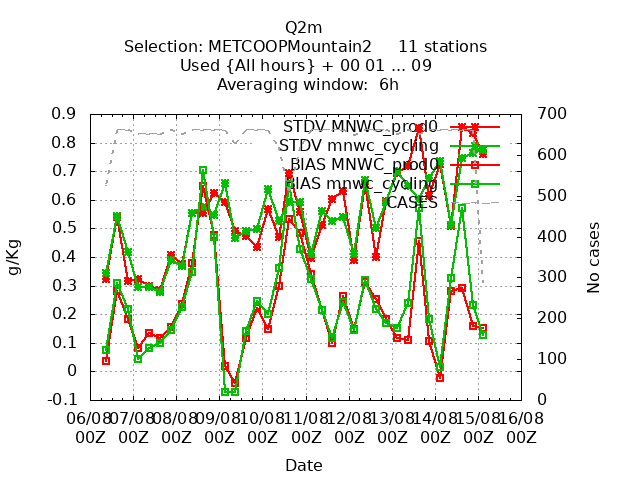 Q2m
Selection: METCOOPMountain2 11 stations
Used {All hours} + 00 01 ... 09
Averaging window: 6h
STDV MNWC_prod0
STDV mnwc_cycling
BIAS MNWC_prod0
BIAS mnwc_cycling
CASES
0.9
0.8
0.7
0.6
0.5
0.4
0.3
0.2
0.1
0
-0.1
g/Kg
700
600
500
400
300
200
100
0
No cases
06/08 07/08 08/08 09/08 10/08 11/08 12/08 13/08 14/08 15/08 16/08
00Z 00Z 00Z 00Z 00Z 00Z 00Z 00Z 00Z 00Z 00Z
Date